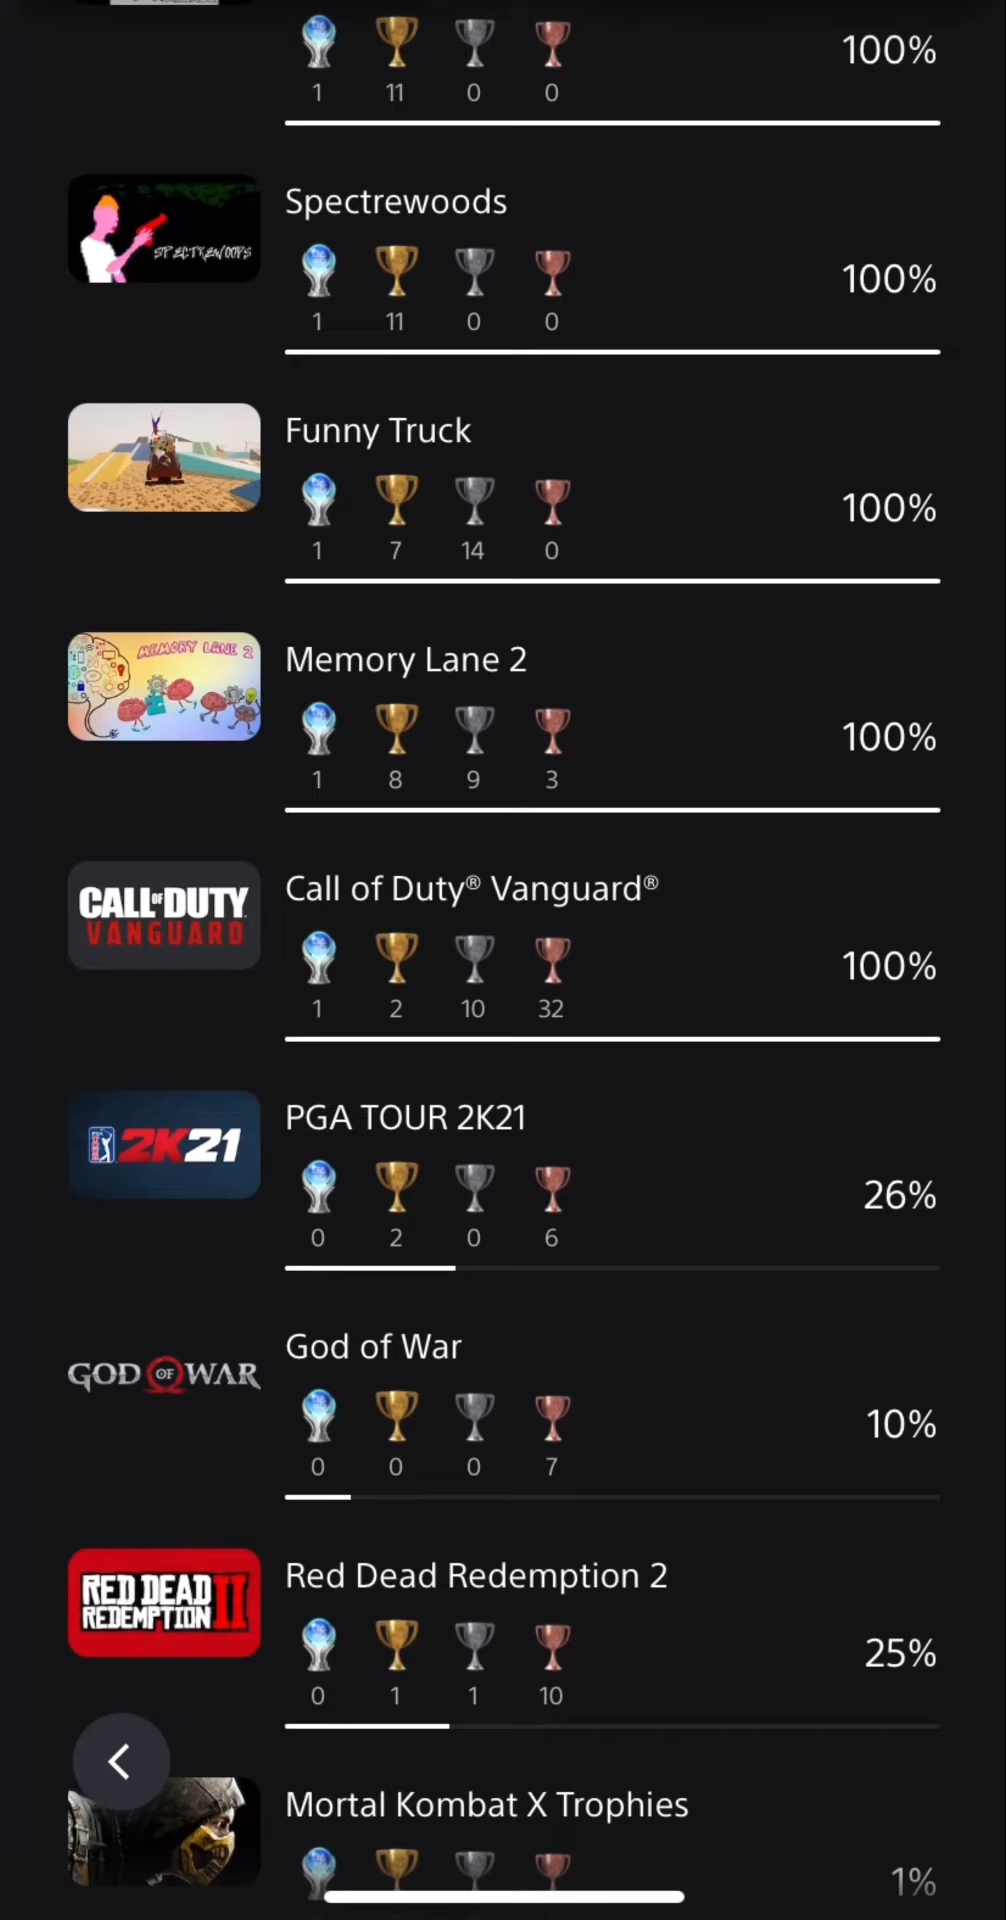 100%
1 11 0 0
Spectrewoods
SPECTREWOODS
100%
1 11 0 0
Funny Truck
100%
1 7 14 0
MEMORY LANE 2
Memory Lane 2
100%
1 8 9 3
CALL OF DUTY
VANGUARD
Call of Duty® Vanguard®
100%
1 2 10 32
PGA TOUR 2K21
2K21
26%
0 2 0 6
God of War
GOD OF WAR
10%
0 0 0 7
Red Dead Redemption 2
RED DEAD
REDEMPTION II
25%
0 1 1 10
Mortal Kombat X Trophies
1%